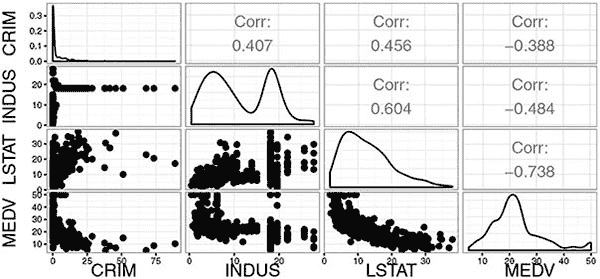 CRIM
0.3
0.2
0.1
0.0
Corr:
0.407
Corr:
0.456
Corr:
−0.388
INDUS
20
10
0
Corr:
0.604
Corr:
−0.484
LSTAT
30
20
10
0
Corr:
−0.738
MEDV
50
40
30
20
10
0 25 50 75
0 10 20
0 10 20 30
10 20 30 40 50
CRIM
INDUS
LSTAT
MEDV